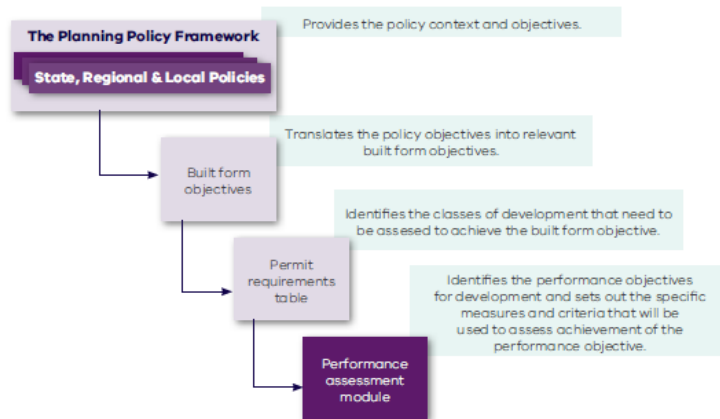 The Planning Policy Framework
State, Regional & Local Policies
Provides the policy context and objectives.
Built form
objectives
Translates the policy objectives into relevant
built form objectives.
Permit
requirements
table
Identifies the classes of development that need to
be assesed to achieve the built form objective.
Performance
assessment
module
Identifies the performance objectives
for development and sets out the specific
measures and criteria that will be
used to assess achievement of the
performance objective.